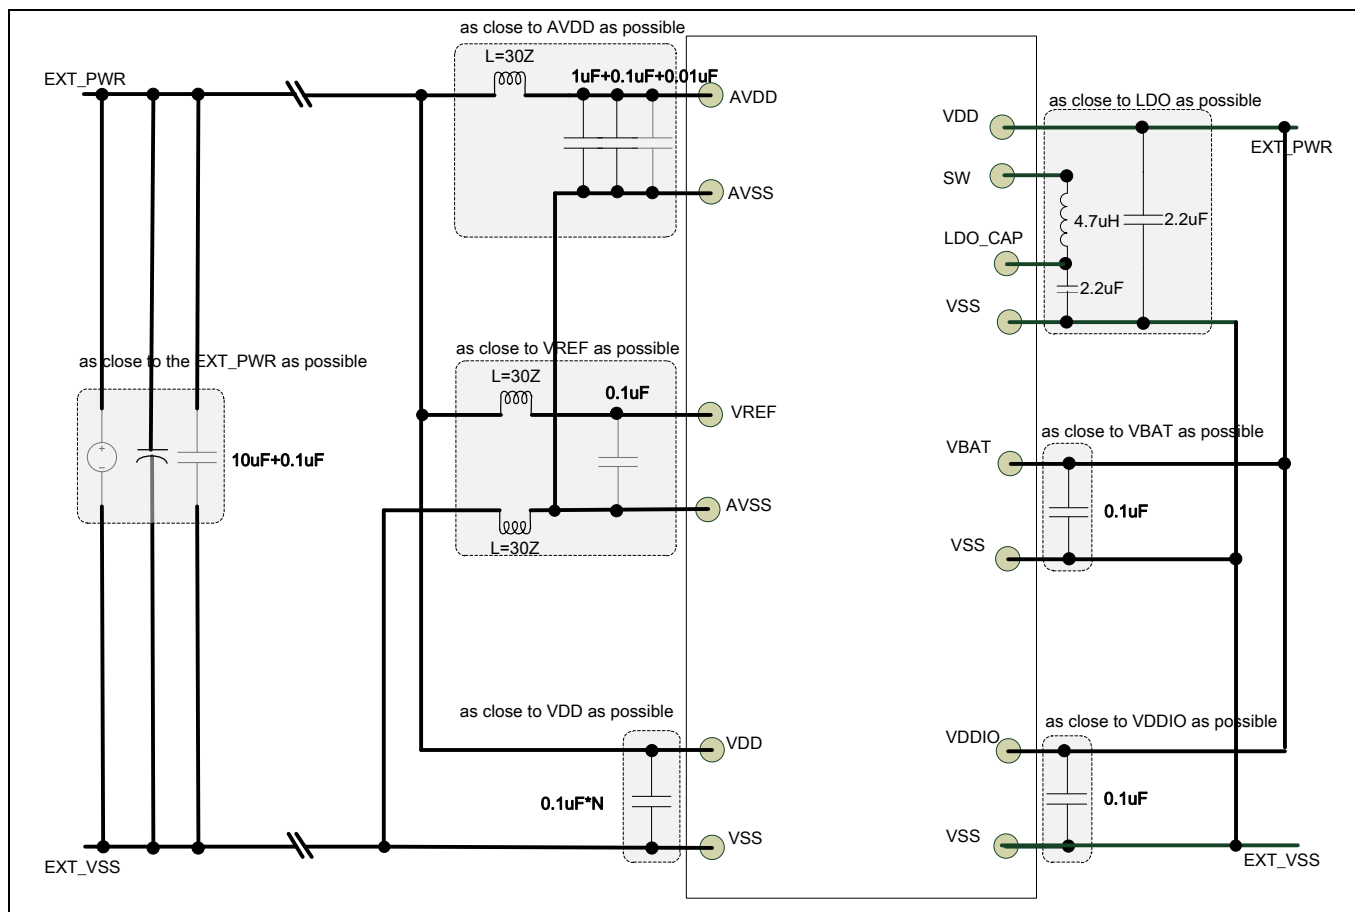 as close to AVDD as possible
L=30Z
1uF+0.1uF+0.01uF
EXT_PWR
AVDD
AVSS
as close to LDO as possible
VDD
EXT_PWR
SW
4.7uH
2.2uF
LDO_CAP
2.2uF
VSS
as close to the EXT_PWR as possible
+
−
10uF+0.1uF
as close to VREF as possible
L=30Z
0.1uF
VREF
AVSS
L=30Z
as close to VBAT as possible
VBAT
0.1uF
VSS
as close to VDD as possible
VDD
0.1uF*N
VSS
as close to VDDIO as possible
VDDIO
0.1uF
VSS
EXT_VSS
EXT_VSS